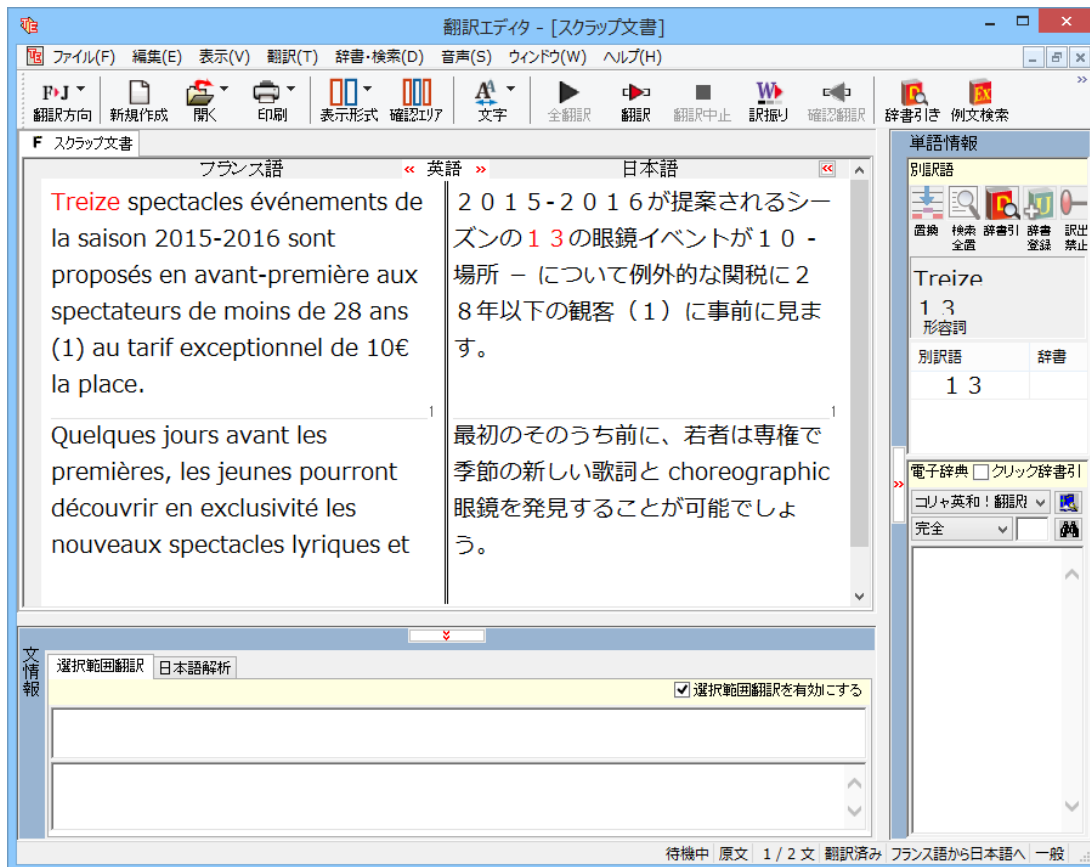 翻訳エディタ - [スクラップ文書]
ファイル(F) 編集(E) 表示(V) 翻訳(T) 辞書・検索(D) 音声(S) ウィンドウ(W) ヘルプ(H)
F▸J
翻訳方向 新規作成 開く 印刷 表示形式 確認エリア 文字 全翻訳 翻訳 翻訳中止 訳振り 確認翻訳 辞書引き 例文検索
F スクラップ文書
フランス語 « 英語 » 日本語 «
Treize spectacles événements de
la saison 2015-2016 sont
proposés en avant-première aux
spectateurs de moins de 28 ans
(1) au tarif exceptionnel de 10€
la place.
1
２０１５-２０１６が提案されるシー
ズンの１３の眼鏡イベントが１０-
場所 − について例外的な関税に２
８年以下の観客（１）に事前に見ま
す。
1
Quelques jours avant les
premières, les jeunes pourront
découvrir en exclusivité les
nouveaux spectacles lyriques et
最初のそのうち前に、若者は専権で
季節の新しい歌詞と choreographic
眼鏡を発見することが可能でしょ
う。
単語情報
別訳語
置換 検索全置 辞書引 辞書登録 訳出禁止
Treize
１３
形容詞
別訳語 辞書
１３
電子辞典 クリック辞書引
»
コリャ英和！翻訳
完全
文情報
選択範囲翻訳 日本語解析
選択範囲翻訳を有効にする
待機中 原文 1 / 2 文 翻訳済み フランス語から日本語へ 一般